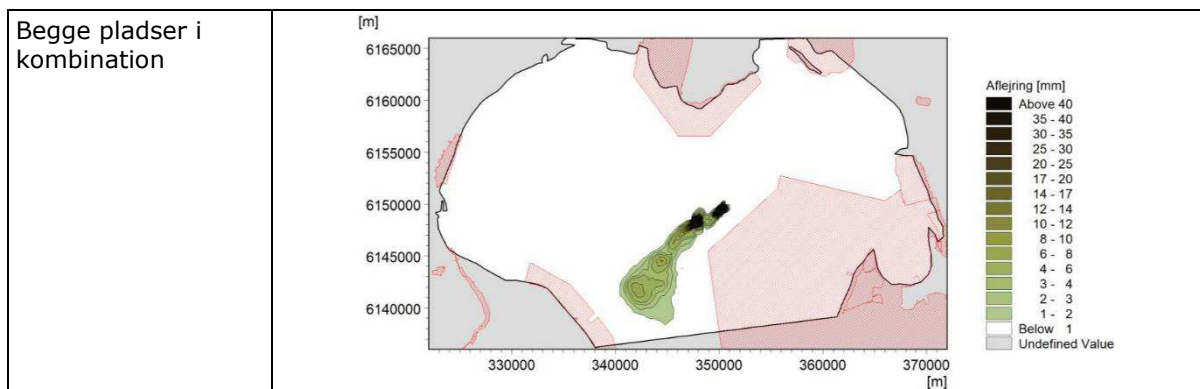 Begge pladser i
kombination
[m]
6165000
6160000
6155000
6150000
6145000
6140000
330000 340000 350000 360000 370000
[m]
Aflejring [mm]
Above 40
35 - 40
30 - 35
25 - 30
20 - 25
17 - 20
14 - 17
12 - 14
10 - 12
8 - 10
6 - 8
4 - 6
3 - 4
2 - 3
1 - 2
Below 1
Undefined Value